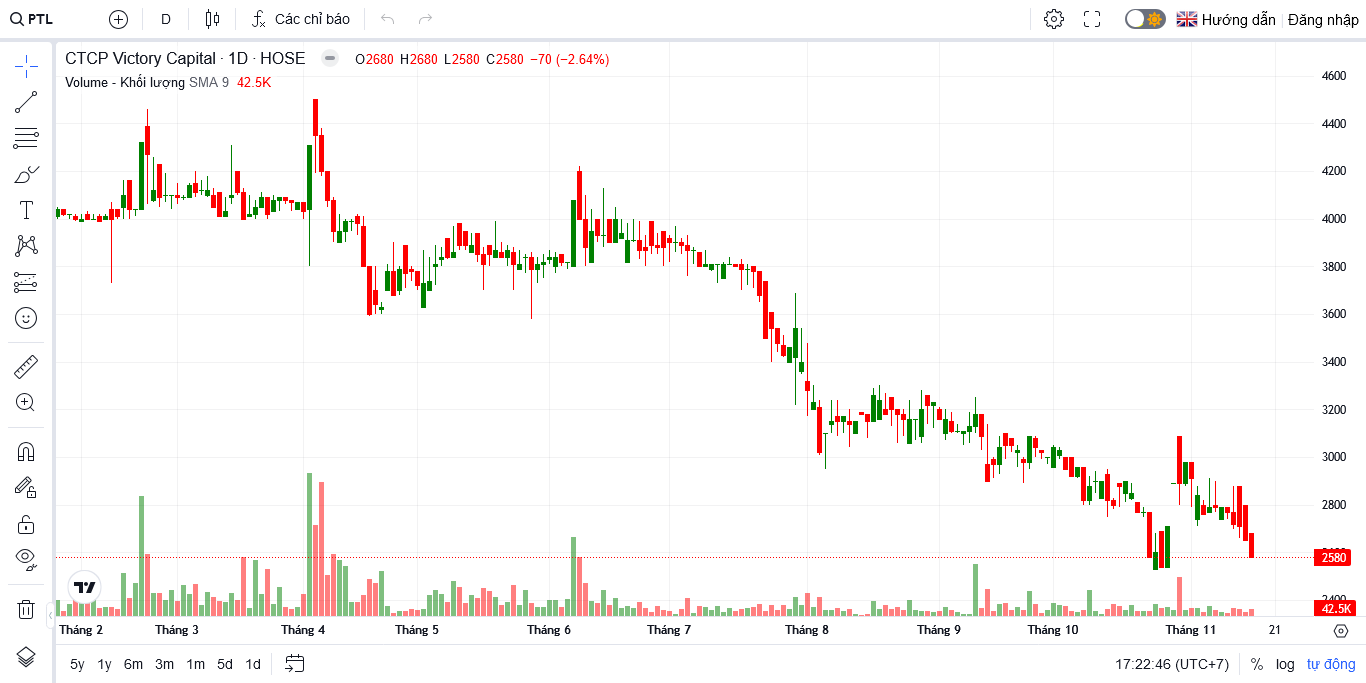 PTL D Các chỉ báo Hướng dẫn Đăng nhập
CTCP Victory Capital · 1D · HOSE O2680 H2680 L2580 C2580 −70 (−2.64%)
Volume - Khối lượng SMA 9 42.5K
4600
4400
4200
4000
3800
3600
3400
3200
3000
2800
2580
2400
42.5K
Tháng 2 Tháng 3 Tháng 4 Tháng 5 Tháng 6 Tháng 7 Tháng 8 Tháng 9 Tháng 10 Tháng 11 21
5y 1y 6m 3m 1m 5d 1d 17:22:46 (UTC+7) % log tự động